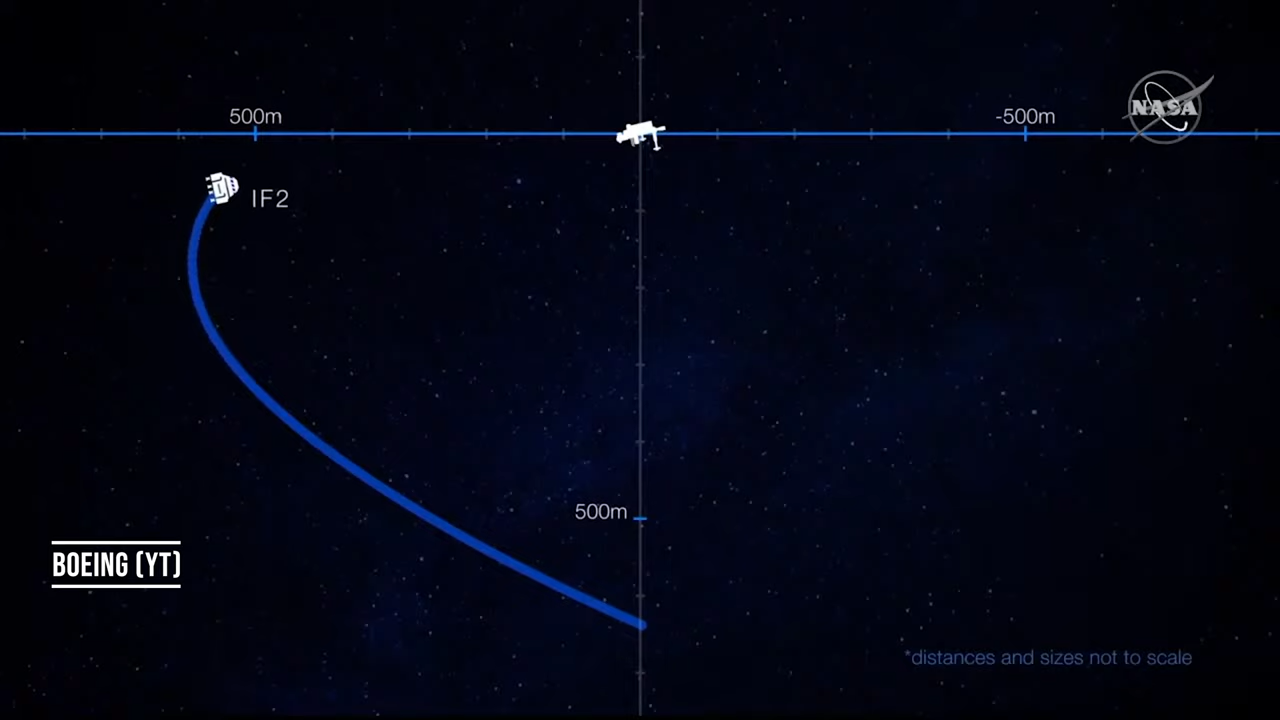 500m
-500m
NASA
IF2
500m
BOEING (YT)
*distances and sizes not to scale